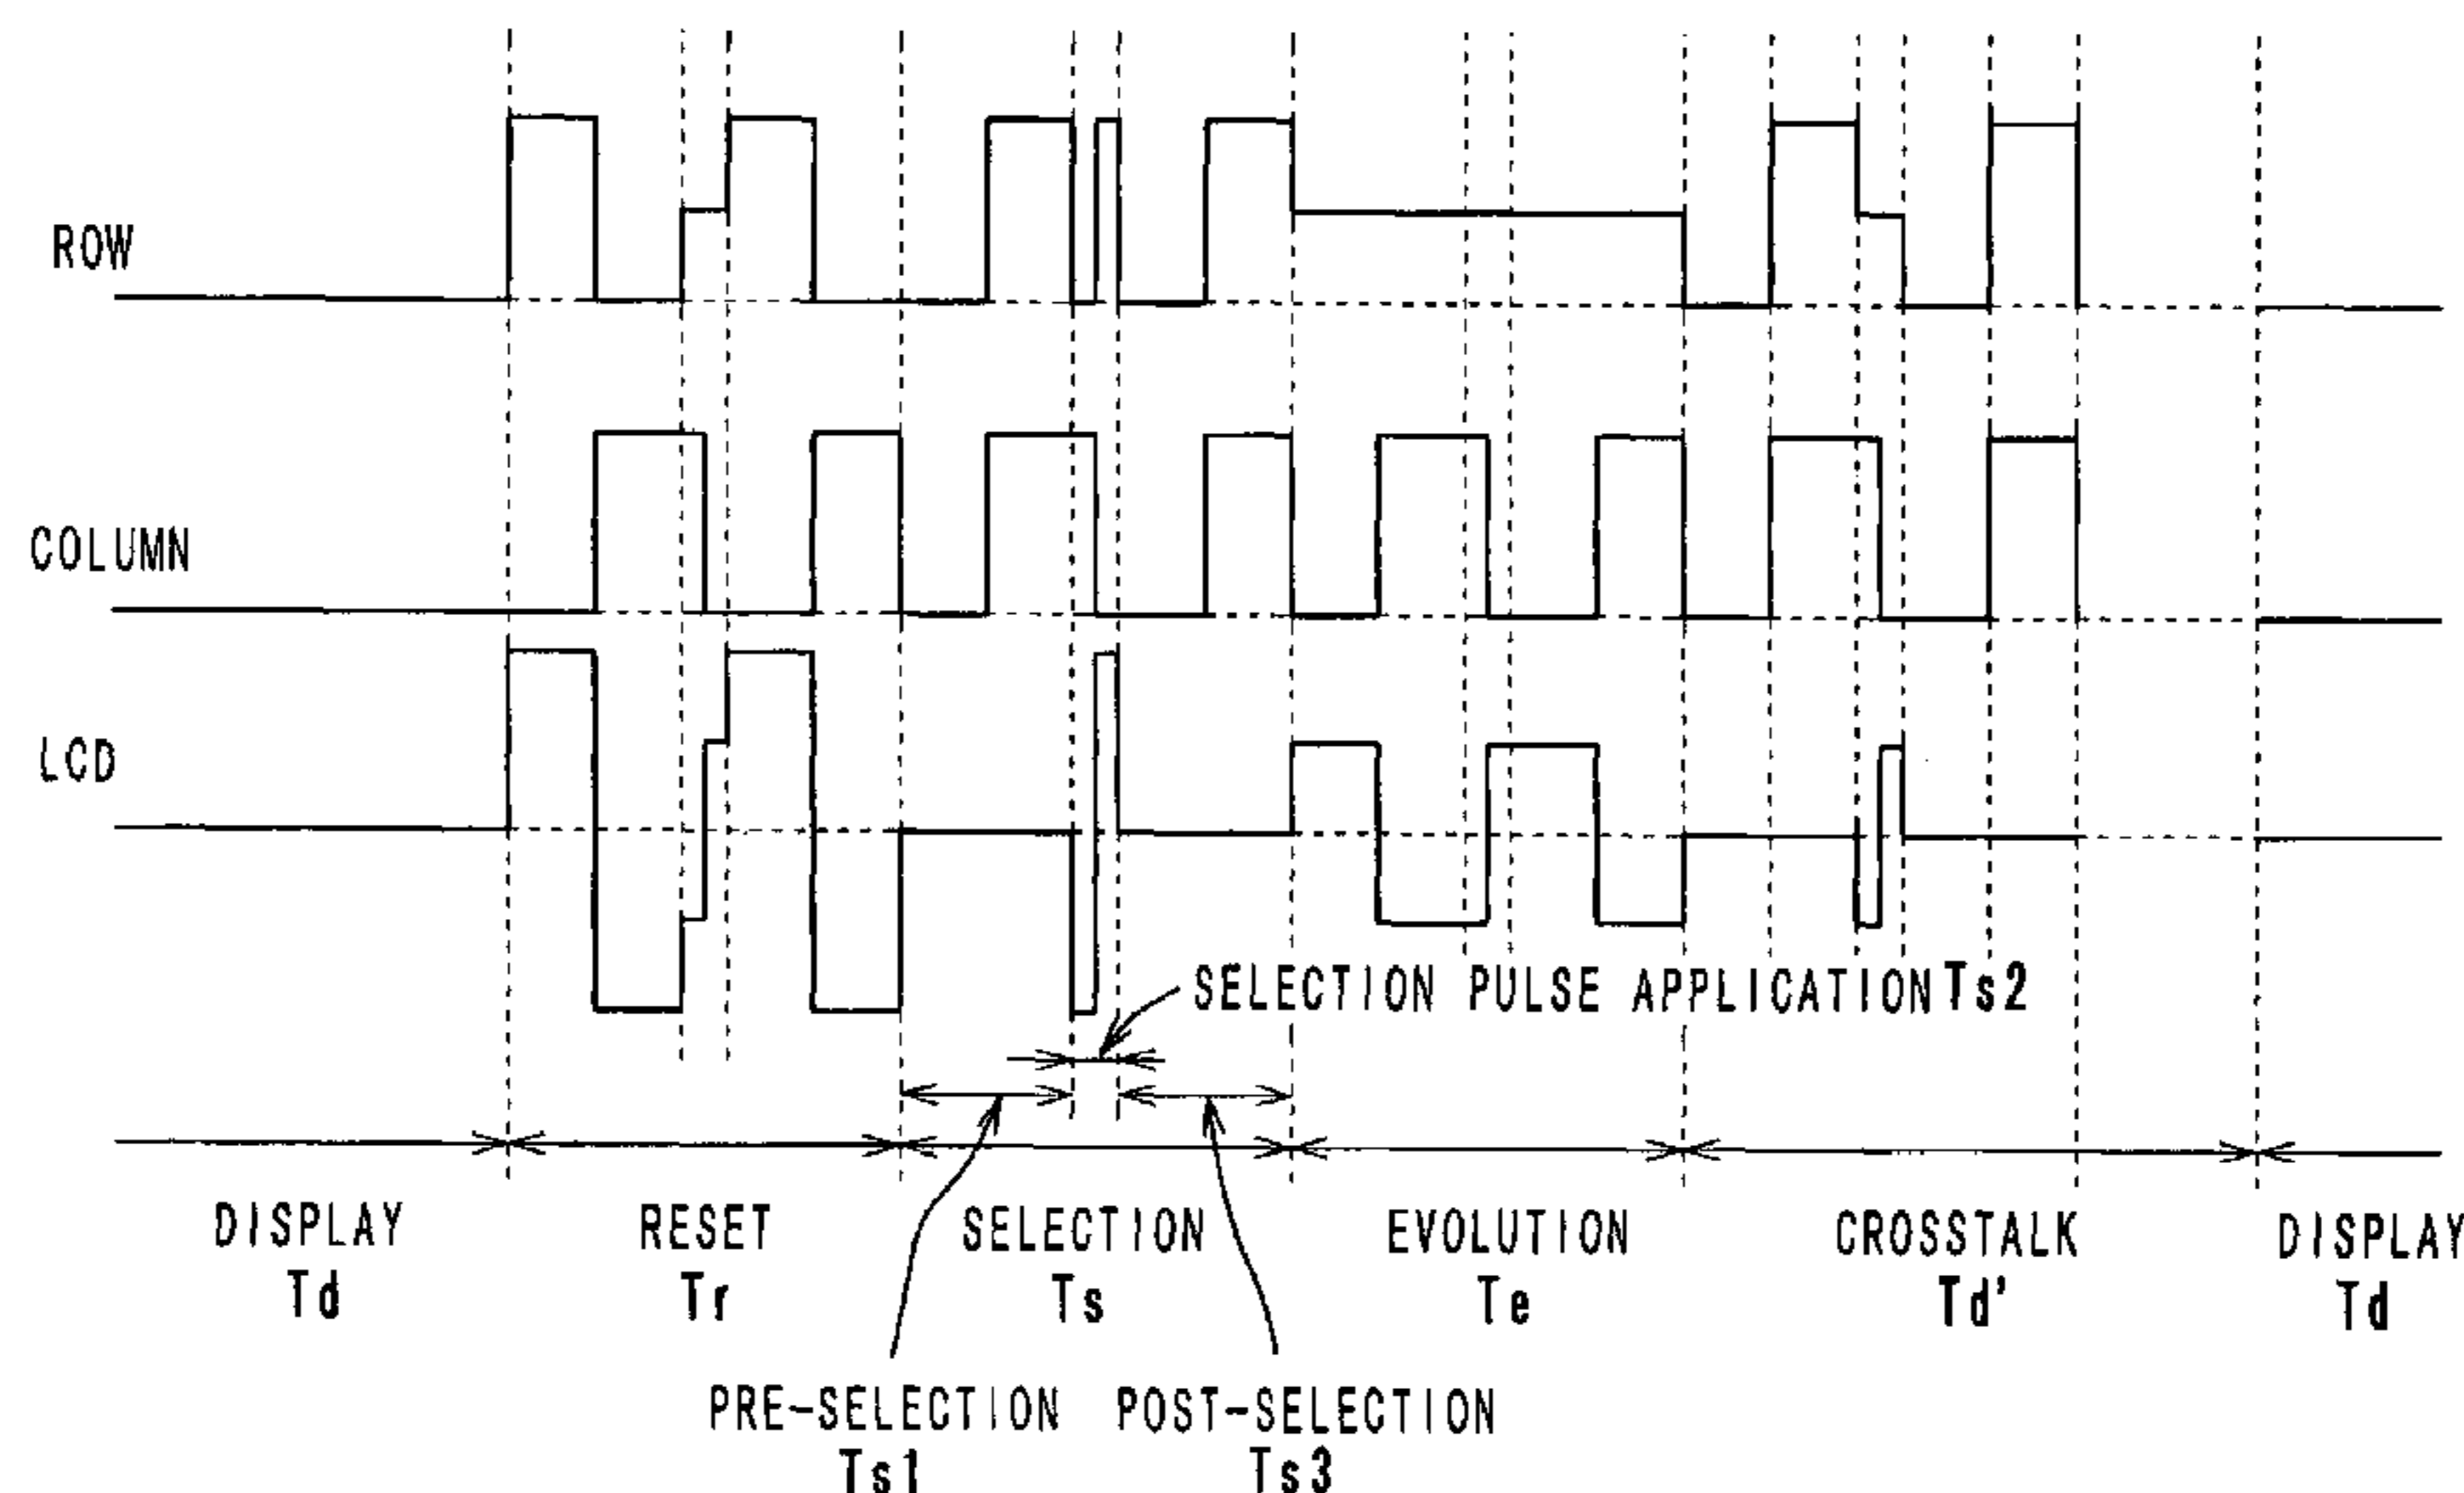 ROW
COLUMN
LCD
SELECTION PULSE APPLICATION Ts2
DISPLAY RESET SELECTION EVOLUTION CROSSTALK DISPLAY
Td Tr Ts Te Td' Td
PRE-SELECTION POST-SELECTION
Ts1 Ts3